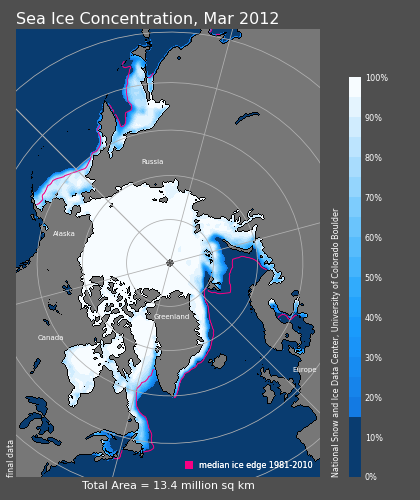 Sea Ice Concentration, Mar 2012
100%
90%
80%
70%
60%
50%
40%
30%
20%
10%
0%
Russia
Alaska
Greenland
Canada
Europe
National Snow and Ice Data Center, University of Colorado Boulder
final data
median ice edge 1981-2010
Total Area = 13.4 million sq km